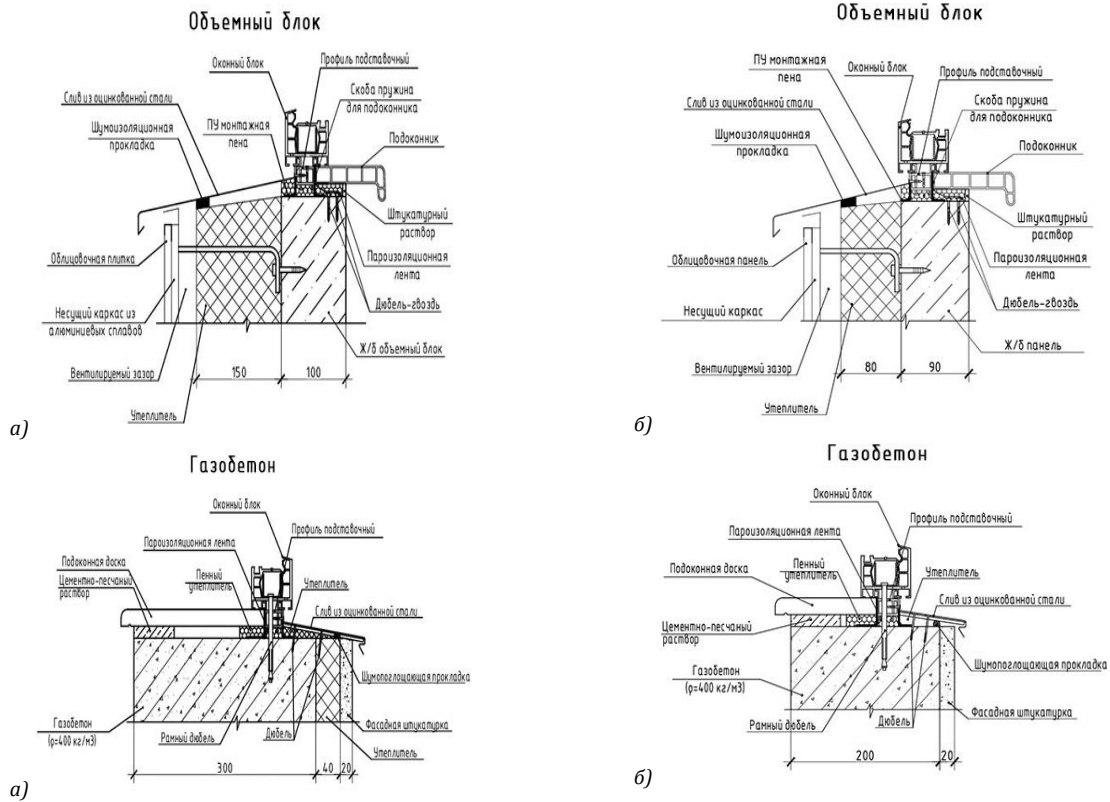 Объемный блок
Оконный блок
Профиль подставочный
Слив из оцинкованной стали
Скоба пружина
для подоконника
Шумоизоляционная
прокладка
ПУ монтажная
пена
Подоконник
Штукатурный
раствор
Облицовочная плитка
Пароизоляционная
лента
Несущий каркас из
алюминиевых сплавов
Дюбель-гвоздь
Ж/б объемный блок
Вентилируемый зазор
150
100
Утеплитель
а)
Объемный блок
ПУ монтажная
пена
Оконный блок
Профиль подставочный
Слив из оцинкованной стали
Скоба пружина
для подоконника
Шумоизоляционная
прокладка
Подоконник
Штукатурный
раствор
Облицовочная панель
Пароизоляционная
лента
Несущий каркас
Дюбель-гвоздь
Ж/б панель
Вентилируемый зазор
80
90
Утеплитель
б)
Газобетон
Оконный блок
Профиль подставочный
Пароизоляционная лента
Подоконная доска
Цементно-песчаный
раствор
Пенный
утеплитель
Утеплитель
Слив из оцинкованной стали
Шумопоглощающая прокладка
Газобетон
(ρ=400 кг/м3)
Рамный дюбель
Дюбель
Фасадная штукатурка
Утеплитель
300
40
20
а)
Газобетон
Оконный блок
Профиль подставочный
Пароизоляционная лента
Подоконная доска
Пенный
утеплитель
Утеплитель
Слив из оцинкованной стали
Цементно-песчаный
раствор
Шумопоглощающая прокладка
Газобетон
(ρ=400 кг/м3)
Рамный дюбель
Дюбель
Фасадная штукатурка
200
20
б)